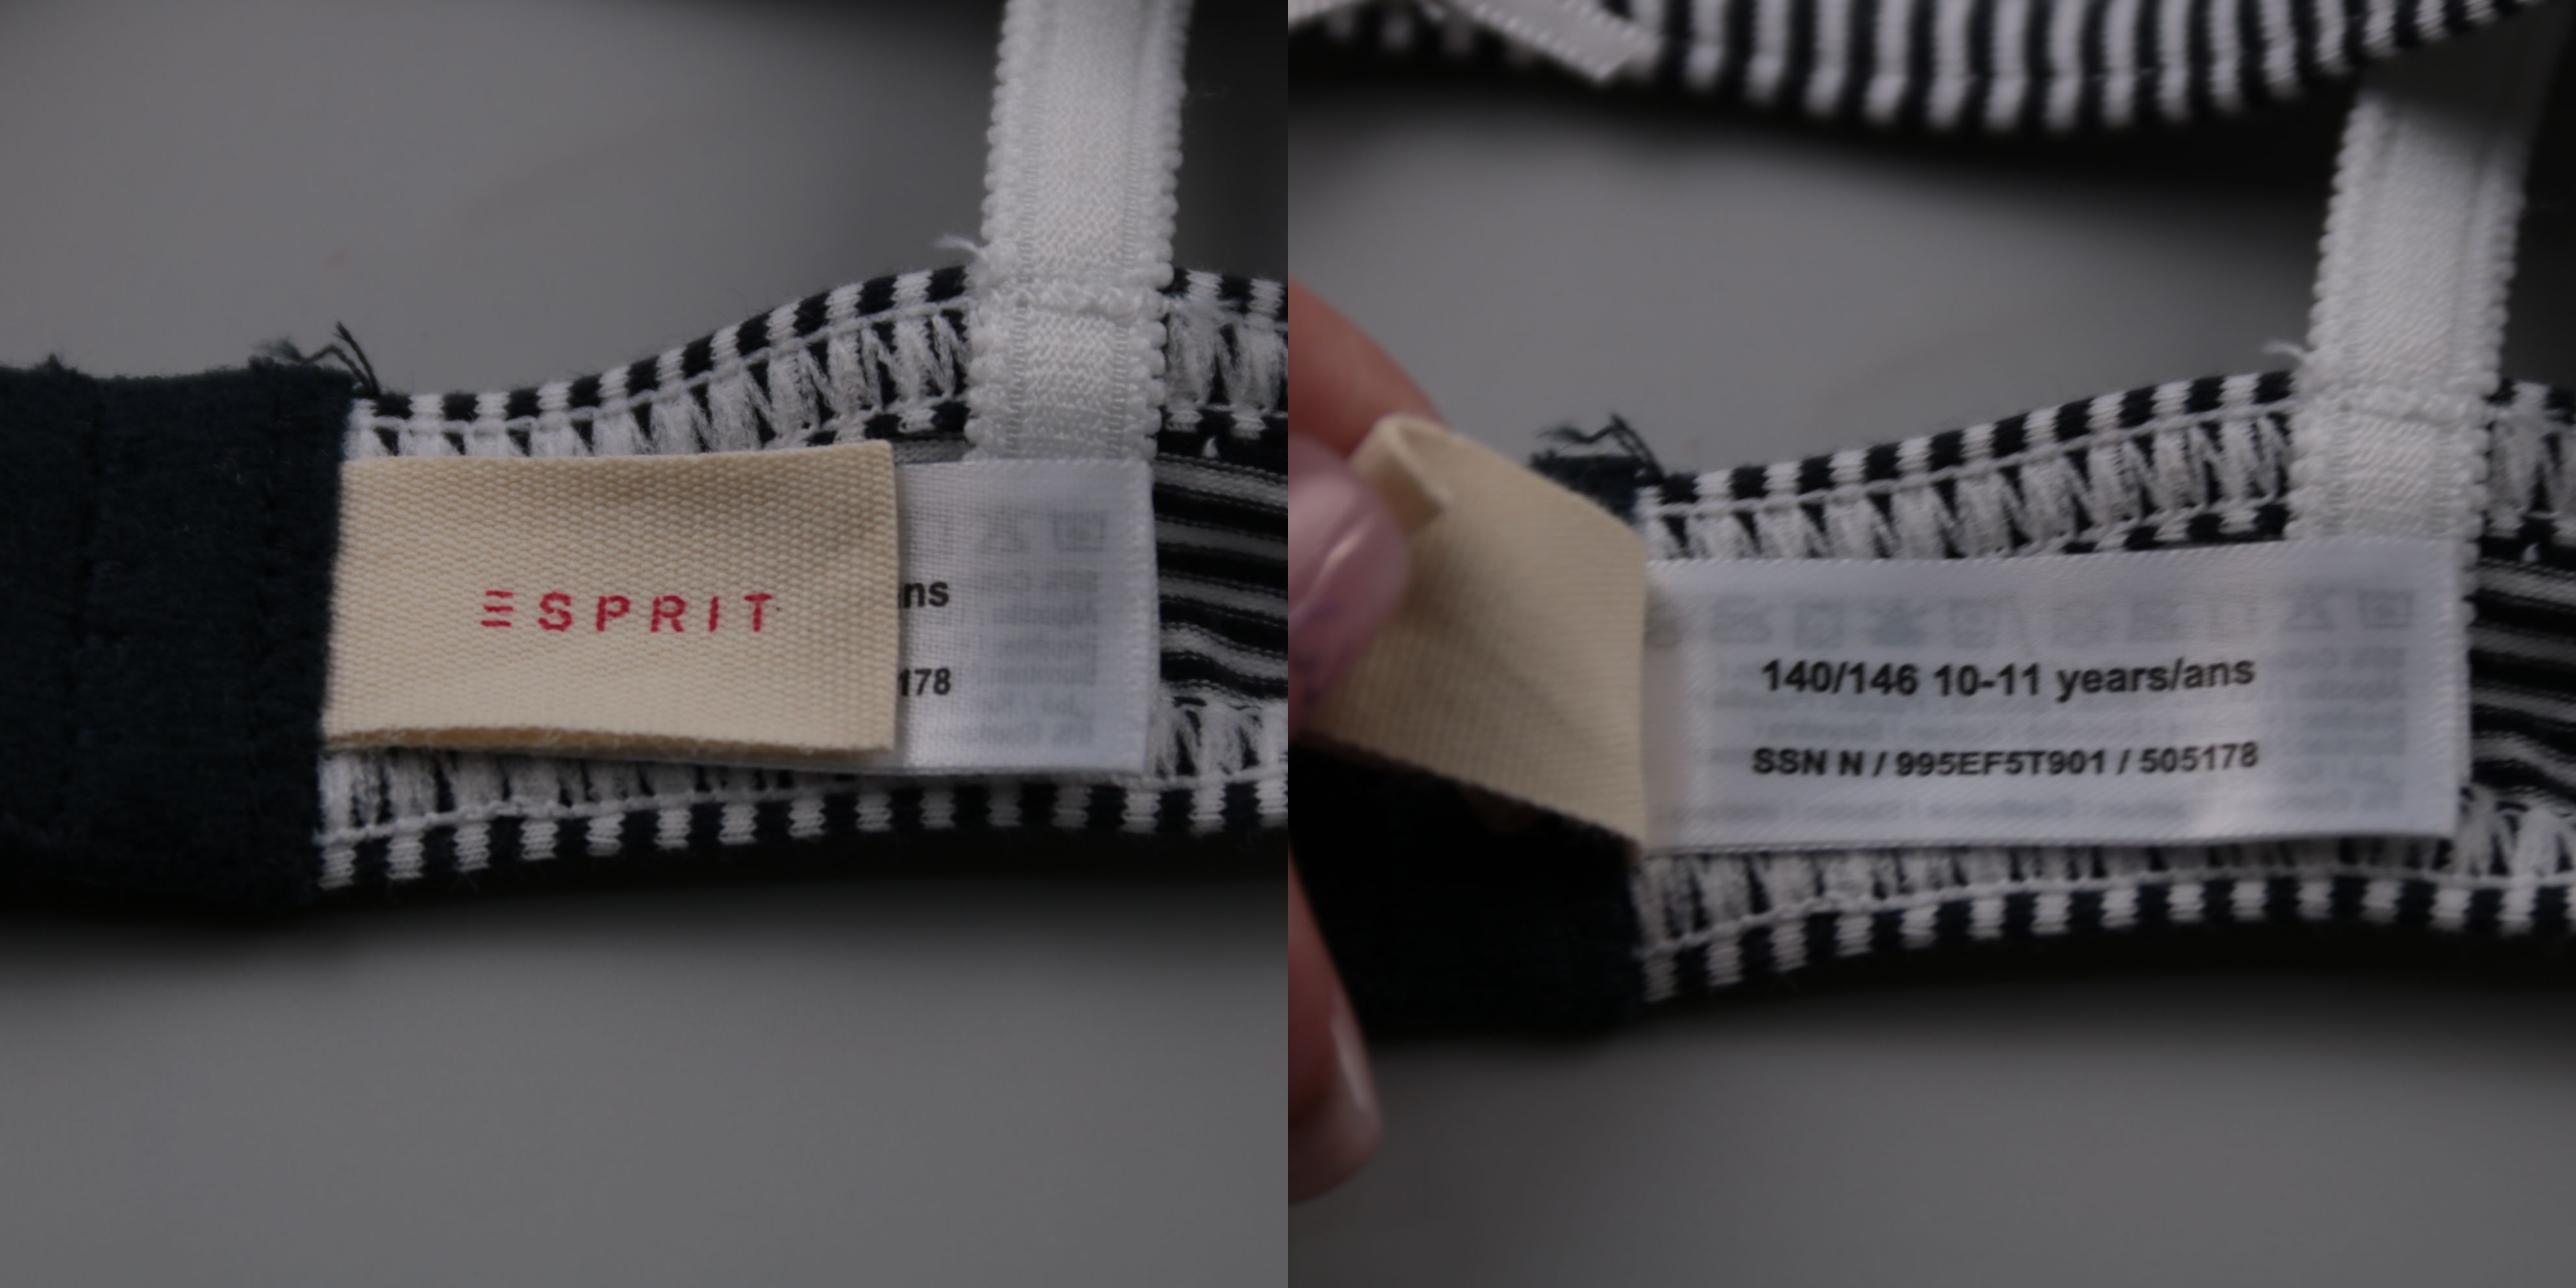 ESPRIT
ns
178
140/146 10-11 years/ans
SSN N / 995EF5T901 / 505178